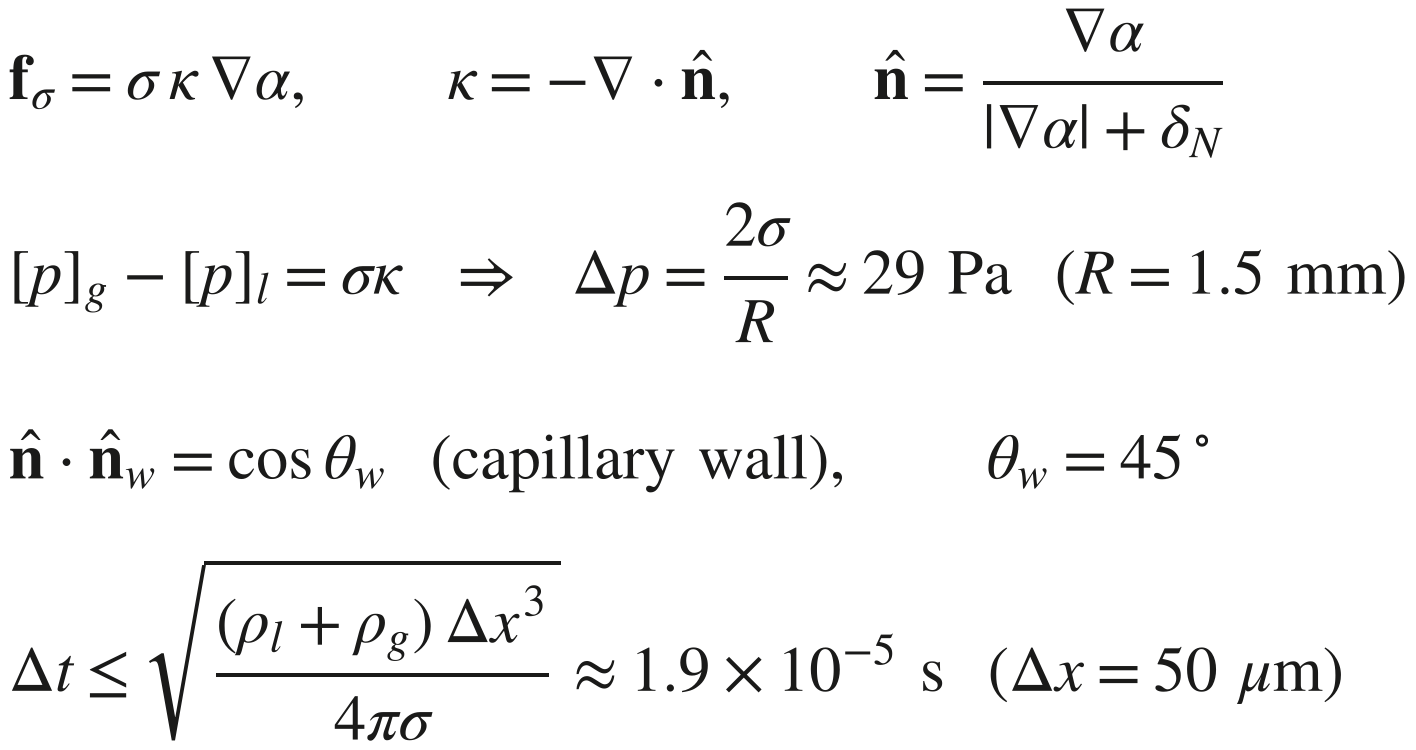 𝐟_σ = σ κ ∇α,   κ = −∇ · 𝐧̂,   𝐧̂ = ∇α / (|∇α| + δ_N)
[p]_g − [p]_l = σκ ⇒ Δp = 2σ/R ≈ 29 Pa (R = 1.5 mm)
𝐧̂ · 𝐧̂_w = cos θ_w (capillary wall),   θ_w = 45°
Δt ≤ √((ρ_l + ρ_g) Δx³ / 4πσ) ≈ 1.9 × 10⁻⁵ s (Δx = 50 μm)